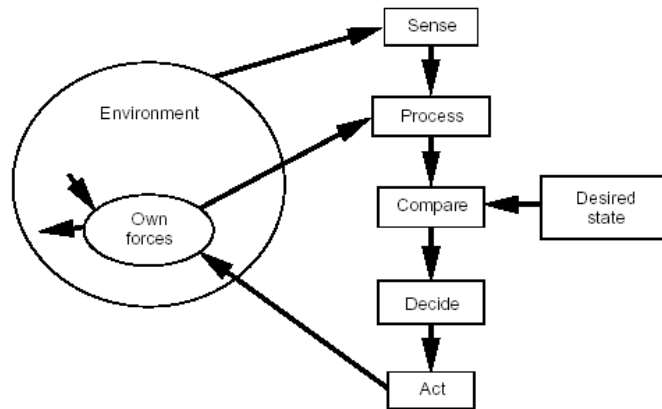 Sense
Environment
Process
Own
forces
Compare
Desired
state
Decide
Act